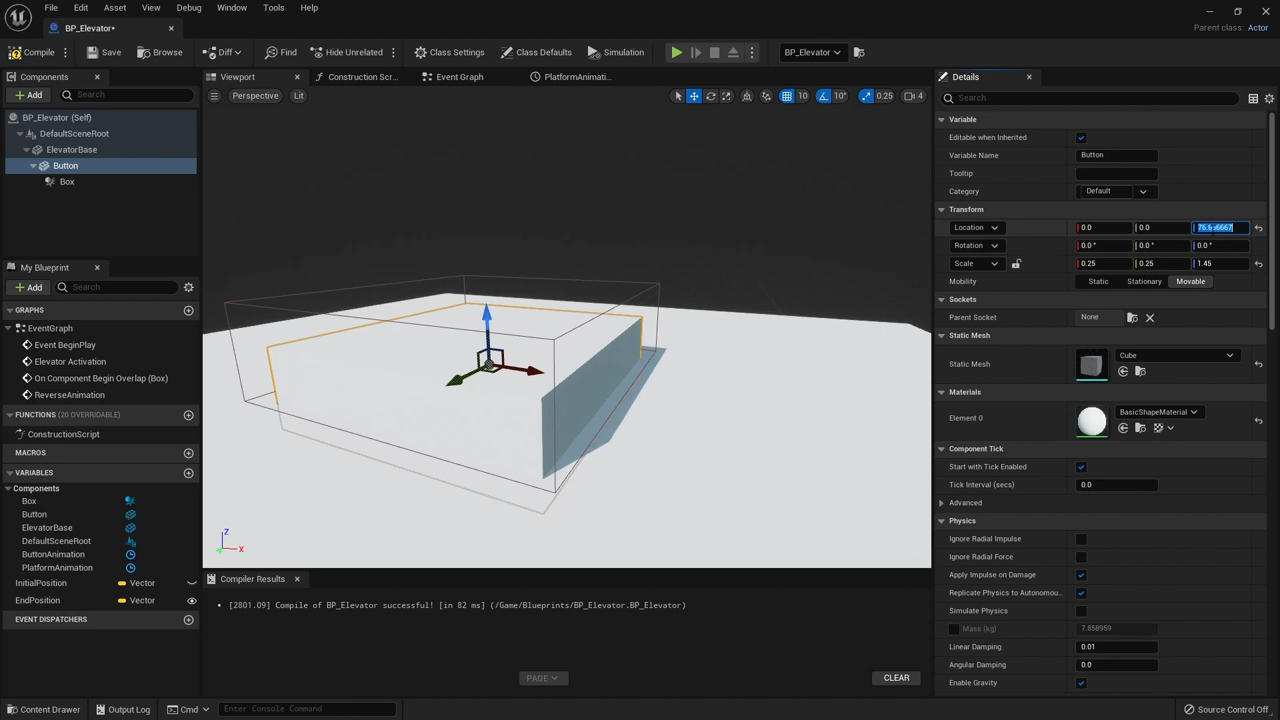 File Edit Asset View Debug Window Tools Help
BP_Elevator*
Parent class: Actor
Compile Save Browse Diff Find Hide Unrelated Class Settings Class Defaults Simulation BP_Elevator
Components Viewport Construction Scr... Event Graph PlatformAnimati... Details
Add Search Perspective Lit 10 10° 0.25 4 Search
BP_Elevator (Self)
DefaultSceneRoot
ElevatorBase
Button
Box
My Blueprint
Add Search
GRAPHS
EventGraph
Event BeginPlay
Elevator Activation
On Component Begin Overlap (Box)
ReverseAnimation
FUNCTIONS (20 OVERRIDABLE)
ConstructionScript
MACROS
VARIABLES
Components
Box
Button
ElevatorBase
DefaultSceneRoot
ButtonAnimation
PlatformAnimation
InitialPosition Vector
EndPosition Vector
EVENT DISPATCHERS
Z
X
Compiler Results
[2801.09] Compile of BP_Elevator successful! [in 82 ms] (/Game/Blueprints/BP_Elevator.BP_Elevator)
PAGE CLEAR
Variable
Editable when Inherited
Variable Name Button
Tooltip
Category Default
Transform
Location 0.0 0.0
Rotation 0.0 ° 0.0 ° 0.0 °
Scale 0.25 0.25 1.45
Mobility Static Stationary Movable
Sockets
Parent Socket None
Static Mesh
Static Mesh Cube
Materials
Element 0 BasicShapeMaterial
Component Tick
Start with Tick Enabled
Tick Interval (secs) 0.0
Advanced
Physics
Ignore Radial Impulse
Ignore Radial Force
Apply Impulse on Damage
Replicate Physics to Autonomou...
Simulate Physics
Mass (kg) 7.858959
Linear Damping 0.01
Angular Damping 0.0
Enable Gravity
Content Drawer Output Log Cmd Enter Console Command Source Control Off